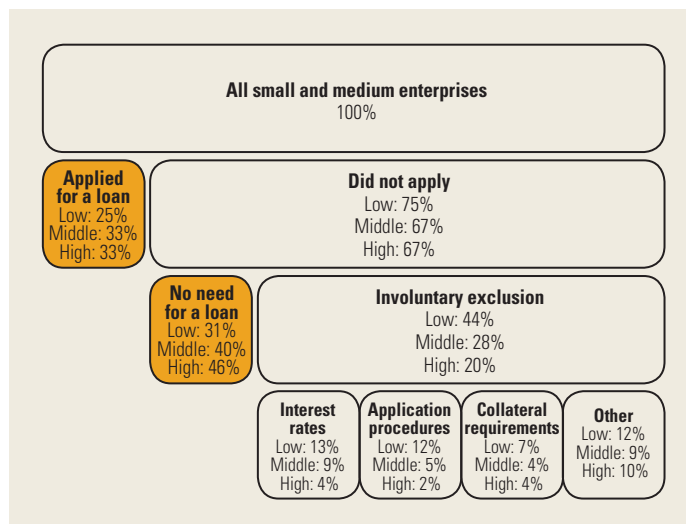 All small and medium enterprises
100%
Applied
for a loan
Low: 25%
Middle: 33%
High: 33%
Did not apply
Low: 75%
Middle: 67%
High: 67%
No need
for a loan
Low: 31%
Middle: 40%
High: 46%
Involuntary exclusion
Low: 44%
Middle: 28%
High: 20%
Interest
rates
Low: 13%
Middle: 9%
High: 4%
Application
procedures
Low: 12%
Middle: 5%
High: 2%
Collateral
requirements
Low: 7%
Middle: 4%
High: 4%
Other
Low: 12%
Middle: 9%
High: 10%